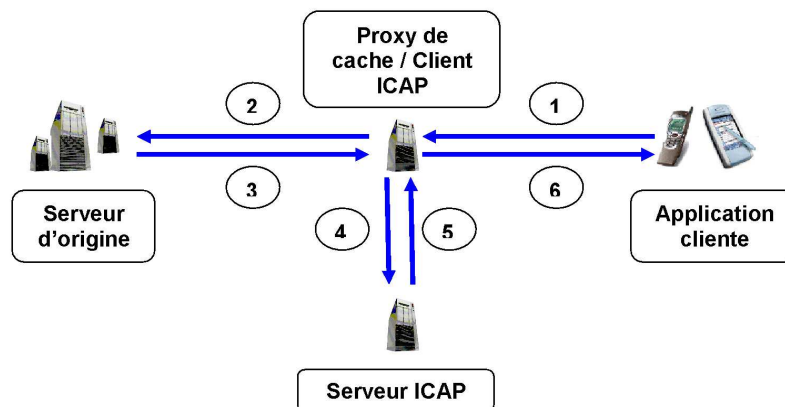 Proxy de
cache / Client
ICAP
2
1
3
6
Serveur
d'origine
4
5
Application
cliente
Serveur ICAP